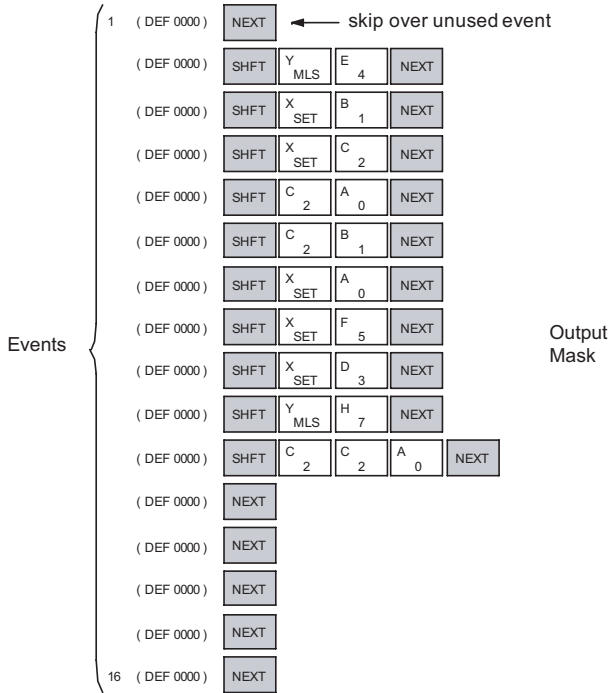 1 ( DEF 0000 ) NEXT skip over unused event
( DEF 0000 ) SHFT Y MLS E 4 NEXT
( DEF 0000 ) SHFT X SET B 1 NEXT
( DEF 0000 ) SHFT X SET C 2 NEXT
( DEF 0000 ) SHFT C 2 A 0 NEXT
( DEF 0000 ) SHFT C 2 B 1 NEXT
( DEF 0000 ) SHFT X SET A 0 NEXT
( DEF 0000 ) SHFT X SET F 5 NEXT
Events
Output
Mask
( DEF 0000 ) SHFT X SET D 3 NEXT
( DEF 0000 ) SHFT Y MLS H 7 NEXT
( DEF 0000 ) SHFT C 2 C 2 A 0 NEXT
( DEF 0000 ) NEXT
( DEF 0000 ) NEXT
( DEF 0000 ) NEXT
( DEF 0000 ) NEXT
16 ( DEF 0000 ) NEXT